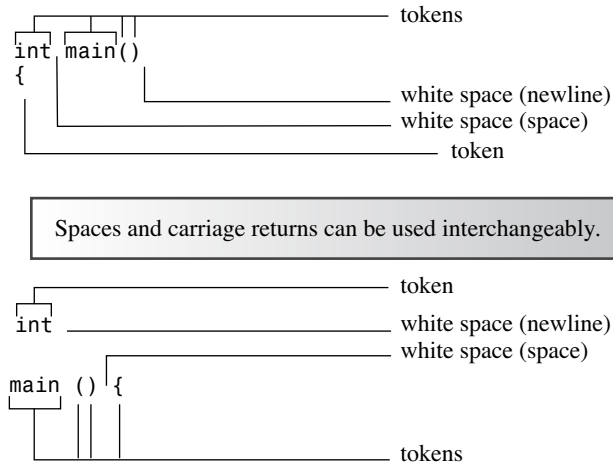 tokens
int main()
{
white space (newline)
white space (space)
token
Spaces and carriage returns can be used interchangeably.
token
int
white space (newline)
white space (space)
main () {
tokens